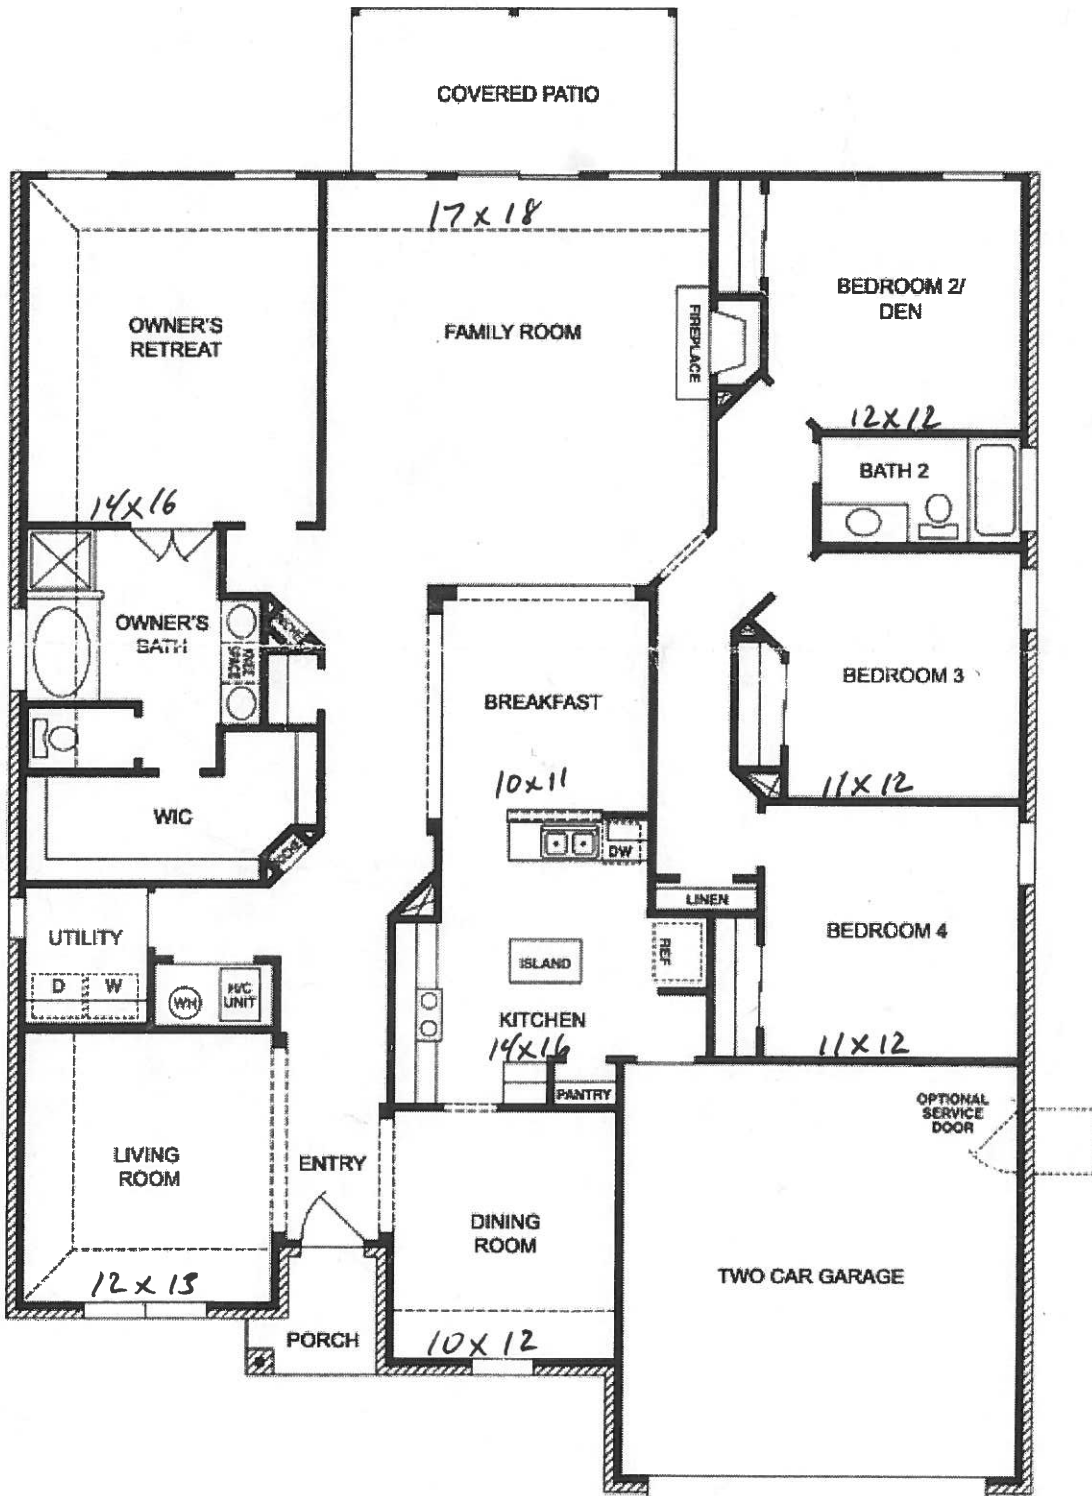 COVERED PATIO
17 x 18
OWNER'S
RETREAT
FAMILY ROOM
FIREPLACE
BEDROOM 2/
DEN
12 x 12
14 x 16
BATH 2
OWNER'S
BATH
NICHE
KNEE
SPACE
BREAKFAST
10 x 11
BEDROOM 3
11 x 12
WIC
NICHE
DW
LINEN
UTILITY
D
W
WH
H/C
UNIT
ISLAND
REF
BEDROOM 4
KITCHEN
14 x 16
11 x 12
PANTRY
OPTIONAL
SERVICE
DOOR
LIVING
ROOM
ENTRY
DINING
ROOM
12 x 13
TWO CAR GARAGE
PORCH
10 x 12